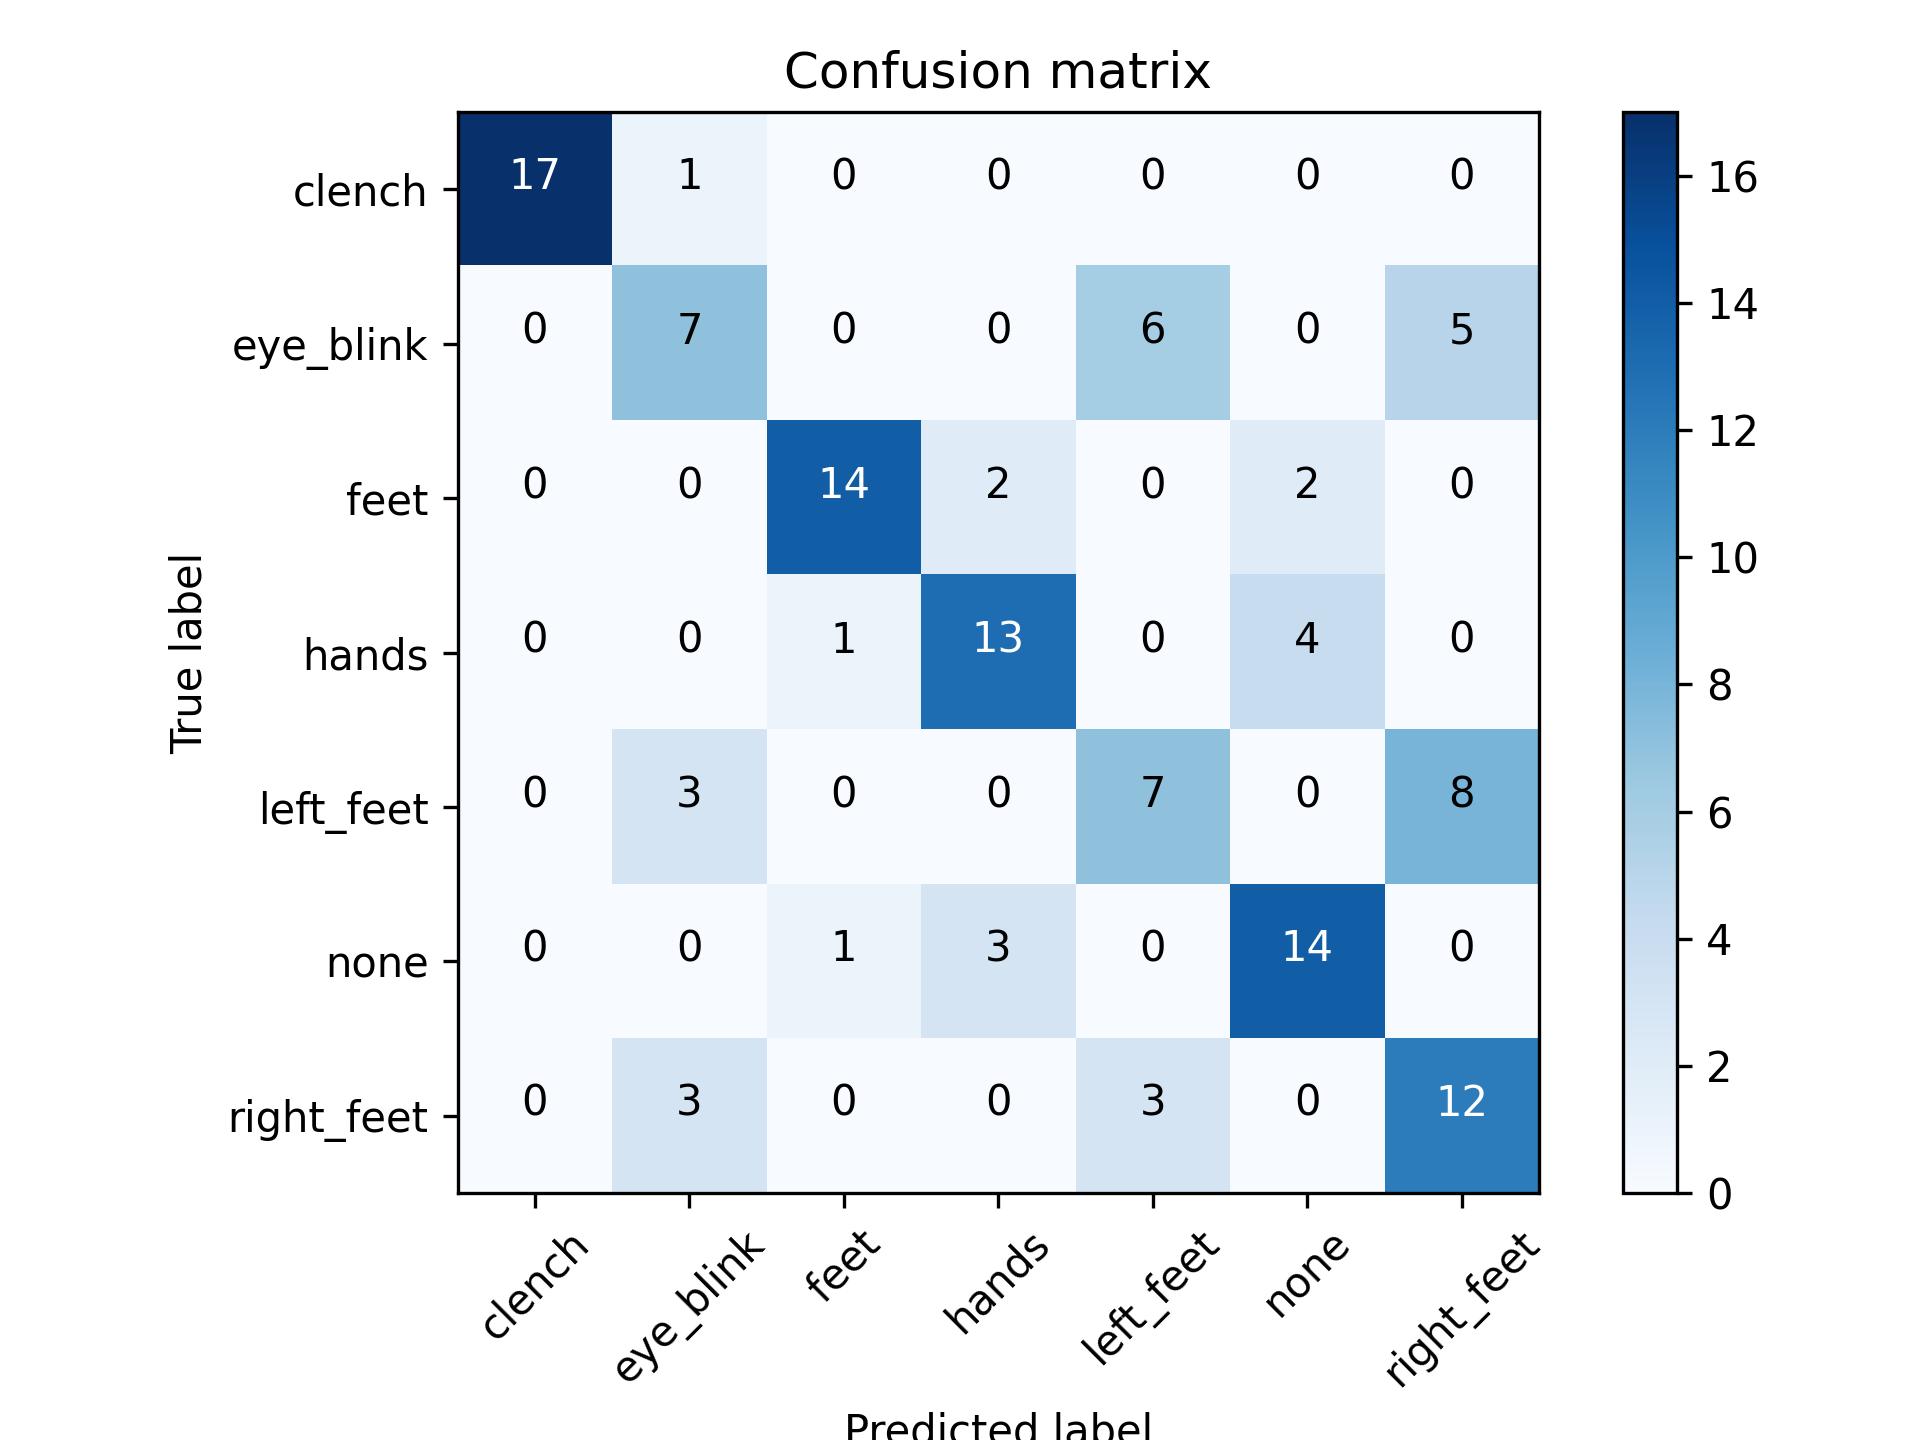 Confusion matrix
clench 17 1 0 0 0 0 0
eye_blink 0 7 0 0 6 0 5
feet 0 0 14 2 0 2 0
hands 0 0 1 13 0 4 0
left_feet 0 3 0 0 7 0 8
none 0 0 1 3 0 14 0
right_feet 0 3 0 0 3 0 12
True label
clench eye_blink feet hands left_feet none right_feet
Predicted label
16
14
12
10
8
6
4
2
0